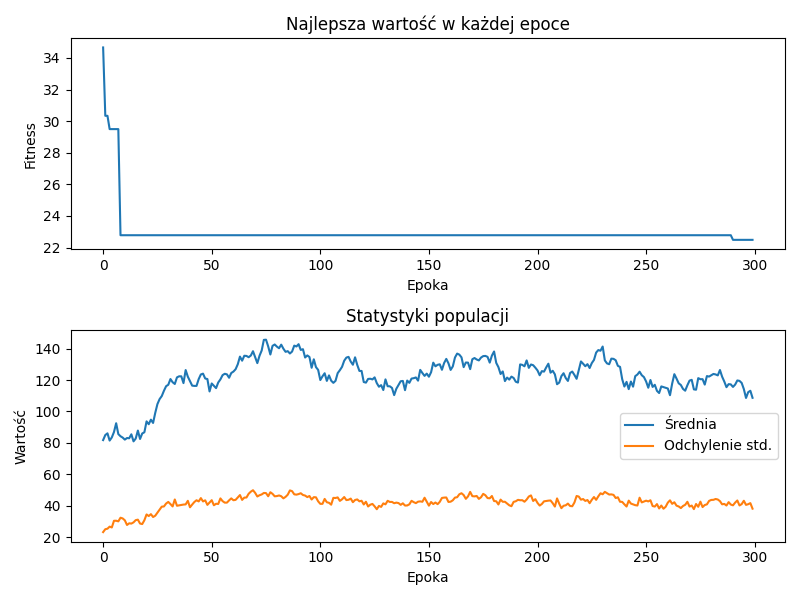 Najlepsza wartość w każdej epoce
34
32
30
28
26
24
22
Fitness
0 50 100 150 200 250 300
Epoka
Statystyki populacji
140
120
100
80
60
40
20
Wartość
Średnia
Odchylenie std.
0 50 100 150 200 250 300
Epoka